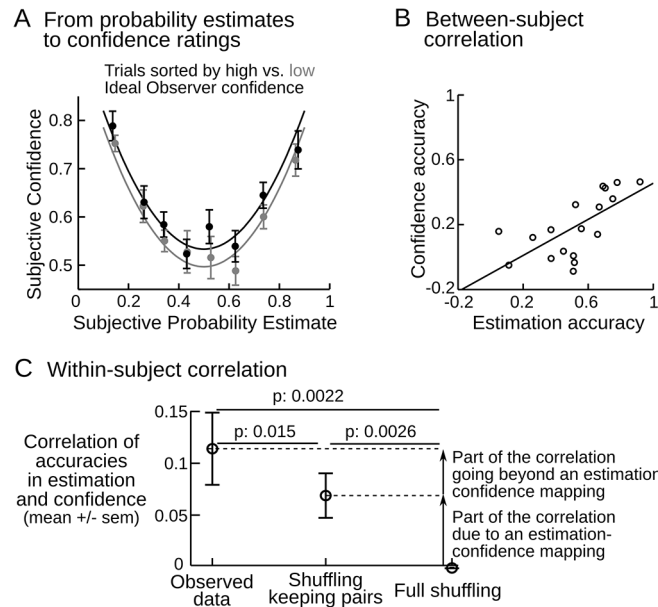 A From probability estimates
to confidence ratings
Trials sorted by high vs. low
Ideal Observer confidence
Subjective Confidence
0.8
0.7
0.6
0.5
0 0.2 0.4 0.6 0.8 1
Subjective Probability Estimate
B Between-subject
correlation
Confidence accuracy
1
0.6
0.2
-0.2
-0.2 0.2 0.6 1
Estimation accuracy
C Within-subject correlation
Correlation of
accuracies
in estimation
and confidence
(mean +/- sem)
0.15
0.1
0.05
0
p: 0.0022
p: 0.015 p: 0.0026
Part of the correlation
going beyond an estimation
confidence mapping
Part of the correlation
due to an estimation-
confidence mapping
Observed
data
Shuffling
keeping pairs
Full shuffling